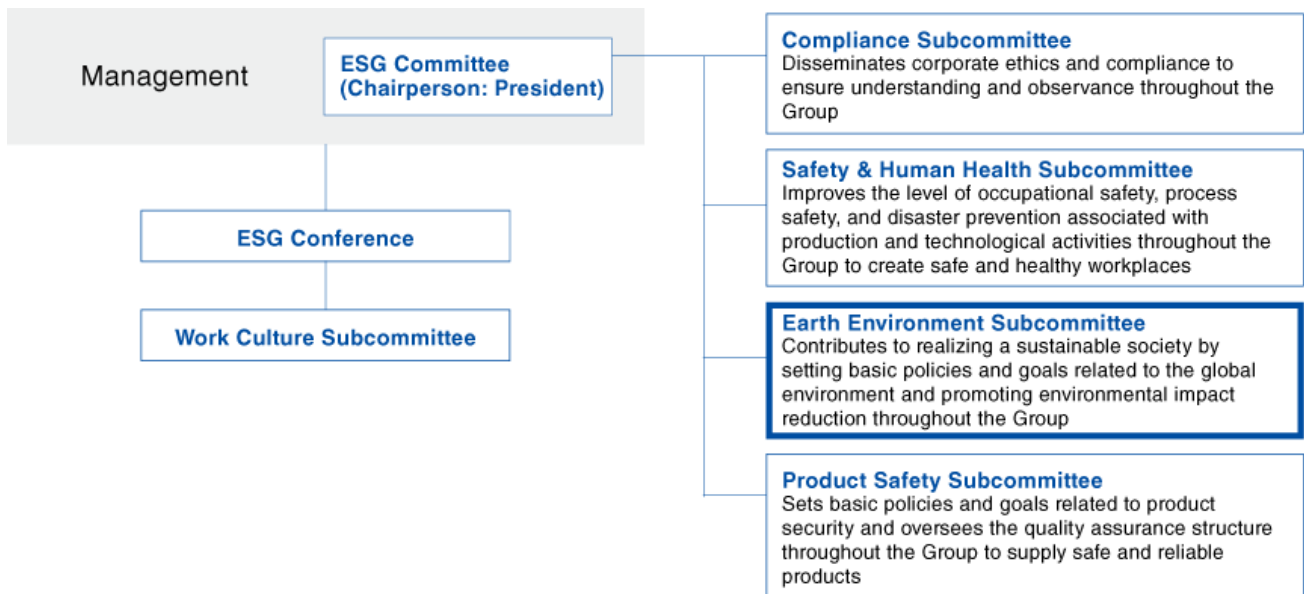 Management
ESG Committee
(Chairperson: President)
ESG Conference
Work Culture Subcommittee
Compliance Subcommittee
Disseminates corporate ethics and compliance to
ensure understanding and observance throughout the
Group
Safety & Human Health Subcommittee
Improves the level of occupational safety, process
safety, and disaster prevention associated with
production and technological activities throughout the
Group to create safe and healthy workplaces
Earth Environment Subcommittee
Contributes to realizing a sustainable society by
setting basic policies and goals related to the global
environment and promoting environmental impact
reduction throughout the Group
Product Safety Subcommittee
Sets basic policies and goals related to product
security and oversees the quality assurance structure
throughout the Group to supply safe and reliable
products